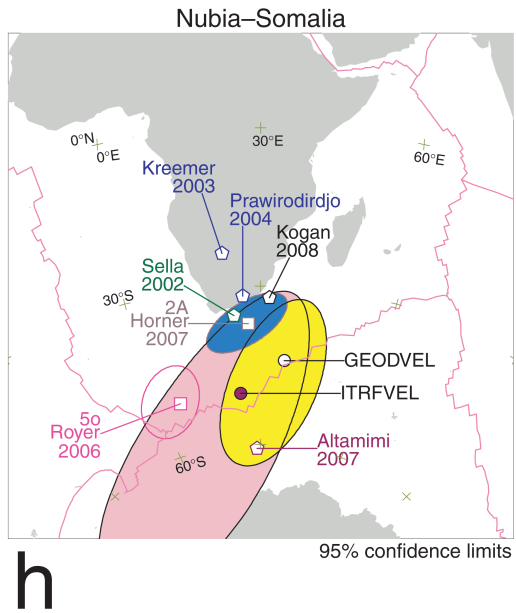 Nubia–Somalia
0°N
0°E
30°E
60°E
Kreemer
2003
Prawirodirdjo
2004
Kogan
2008
Sella
2002
30°S
2A
Horner
2007
GEODVEL
ITRFVEL
5o
Royer
2006
60°S
Altamimi
2007
95% confidence limits
h